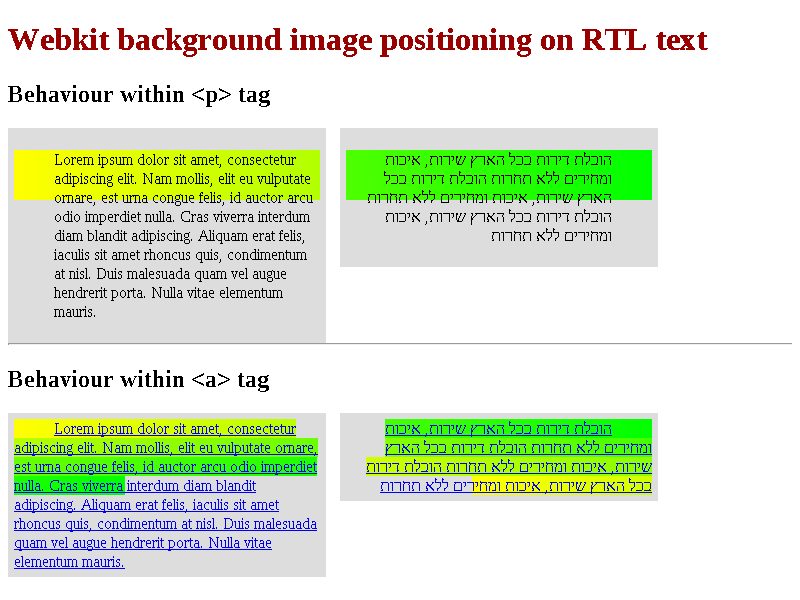 Webkit background image positioning on RTL text
Behaviour within <p> tag
Lorem ipsum dolor sit amet, consectetur
adipiscing elit. Nam mollis, elit eu vulputate
ornare, est urna congue felis, id auctor arcu
odio imperdiet nulla. Cras viverra interdum
diam blandit adipiscing. Aliquam erat felis,
iaculis sit amet rhoncus quis, condimentum
at nisl. Duis malesuada quam vel augue
hendrerit porta. Nulla vitae elementum
mauris.
הובלת דירות בכל הארץ שירות, איכות
ומחירים ללא תחרות הובלת דירות בכל
הארץ שירות, איכות ומחירים ללא תחרות
הובלת דירות בכל הארץ שירות, איכות
ומחירים ללא תחרות
Behaviour within <a> tag
Lorem ipsum dolor sit amet, consectetur
adipiscing elit. Nam mollis, elit eu vulputate ornare,
est urna congue felis, id auctor arcu odio imperdiet
nulla. Cras viverra interdum diam blandit
adipiscing. Aliquam erat felis, iaculis sit amet
rhoncus quis, condimentum at nisl. Duis malesuada
quam vel augue hendrerit porta. Nulla vitae
elementum mauris.
הובלת דירות בכל הארץ שירות, איכות
ומחירים ללא תחרות הובלת דירות בכל הארץ
שירות, איכות ומחירים ללא תחרות הובלת דירות
בכל הארץ שירות, איכות ומחירים ללא תחרות